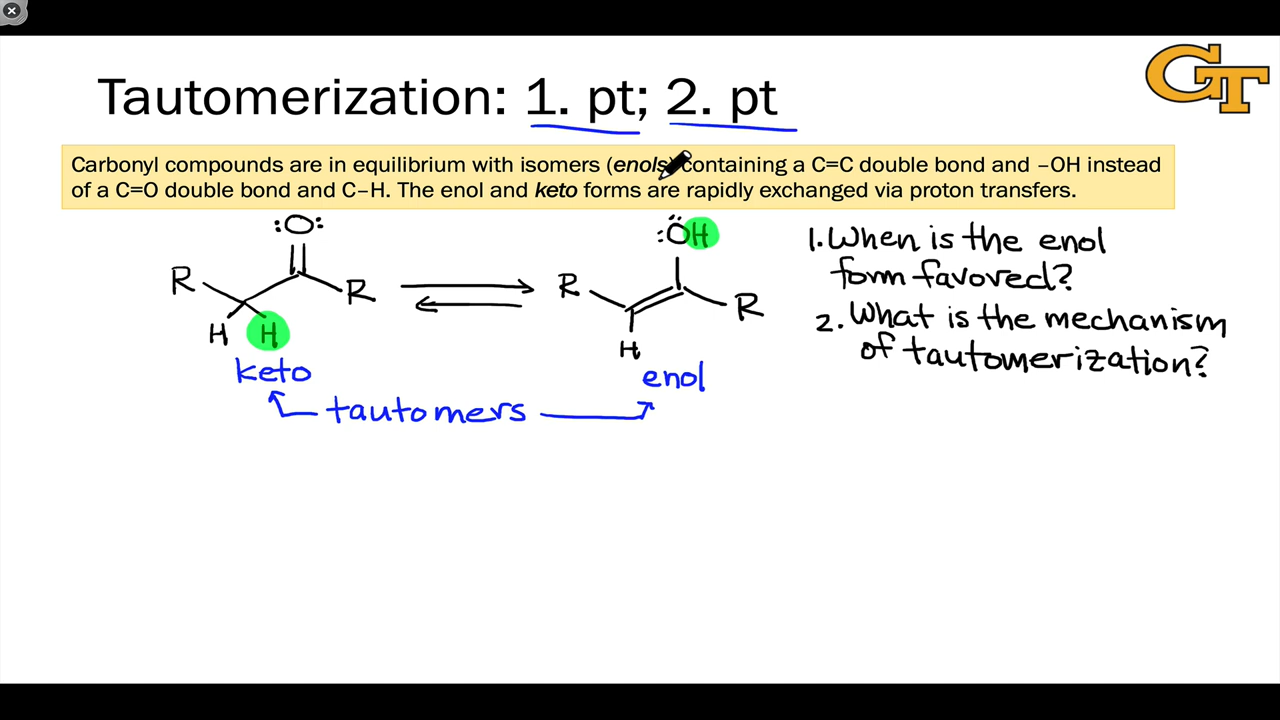 Tautomerization: 1. pt; 2. pt
GT
Carbonyl compounds are in equilibrium with isomers (enols) containing a C=C double bond and –OH instead
of a C=O double bond and C–H. The enol and keto forms are rapidly exchanged via proton transfers.
:O:
R
R
H H
keto
:ÖH
R
R
H
enol
tautomers
1. When is the enol
form favored?
2. What is the mechanism
of tautomerization?